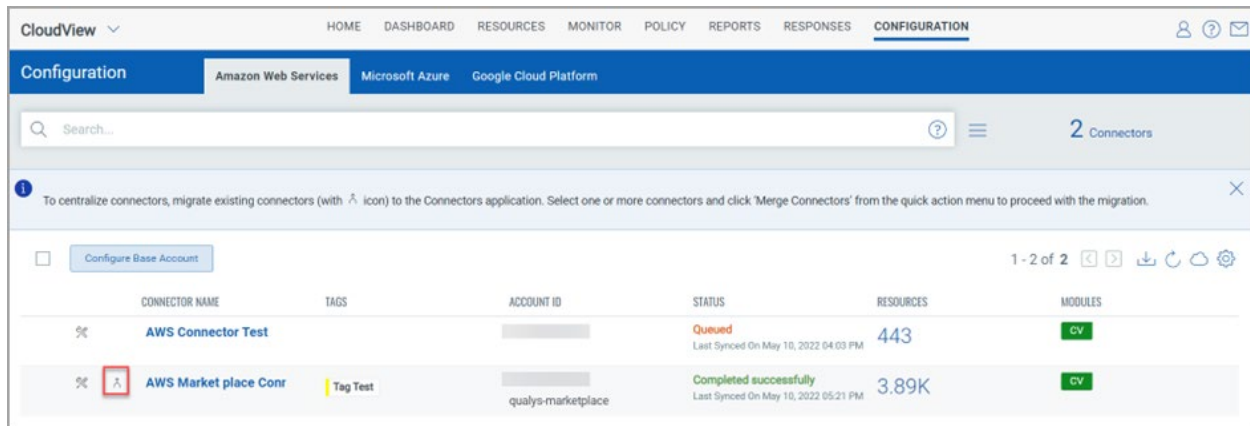 CloudView
HOME DASHBOARD RESOURCES MONITOR POLICY REPORTS RESPONSES CONFIGURATION
Configuration Amazon Web Services Microsoft Azure Google Cloud Platform
Search... 2 Connectors
To centralize connectors, migrate existing connectors (with icon) to the Connectors application. Select one or more connectors and click 'Merge Connectors' from the quick action menu to proceed with the migration.
Configure Base Account 1 - 2 of 2
CONNECTOR NAME TAGS ACCOUNT ID STATUS RESOURCES MODULES
AWS Connector Test Queued 443 CV
Last Synced On May 10, 2022 04:03 PM
AWS Market place Conr Tag Test Completed successfully 3.89K CV
qualys-marketplace Last Synced On May 10, 2022 05:21 PM